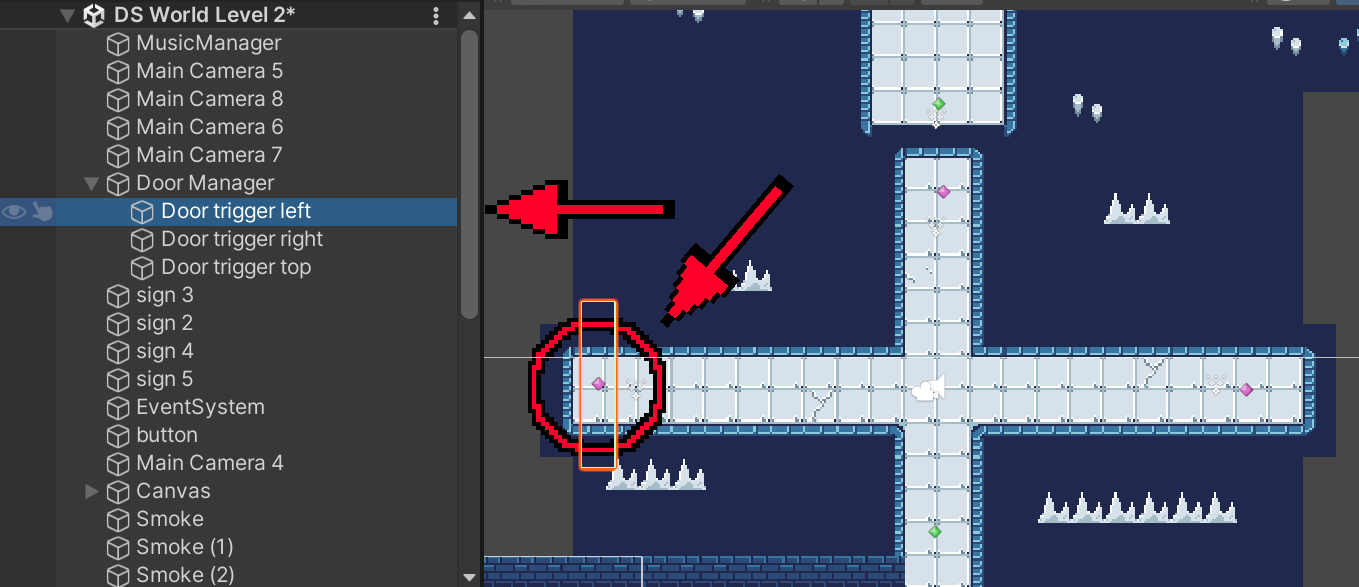 DS World Level 2*
MusicManager
Main Camera 5
Main Camera 8
Main Camera 6
Main Camera 7
Door Manager
Door trigger left
Door trigger right
Door trigger top
sign 3
sign 2
sign 4
sign 5
EventSystem
button
Main Camera 4
Canvas
Smoke
Smoke (1)
Smoke (2)